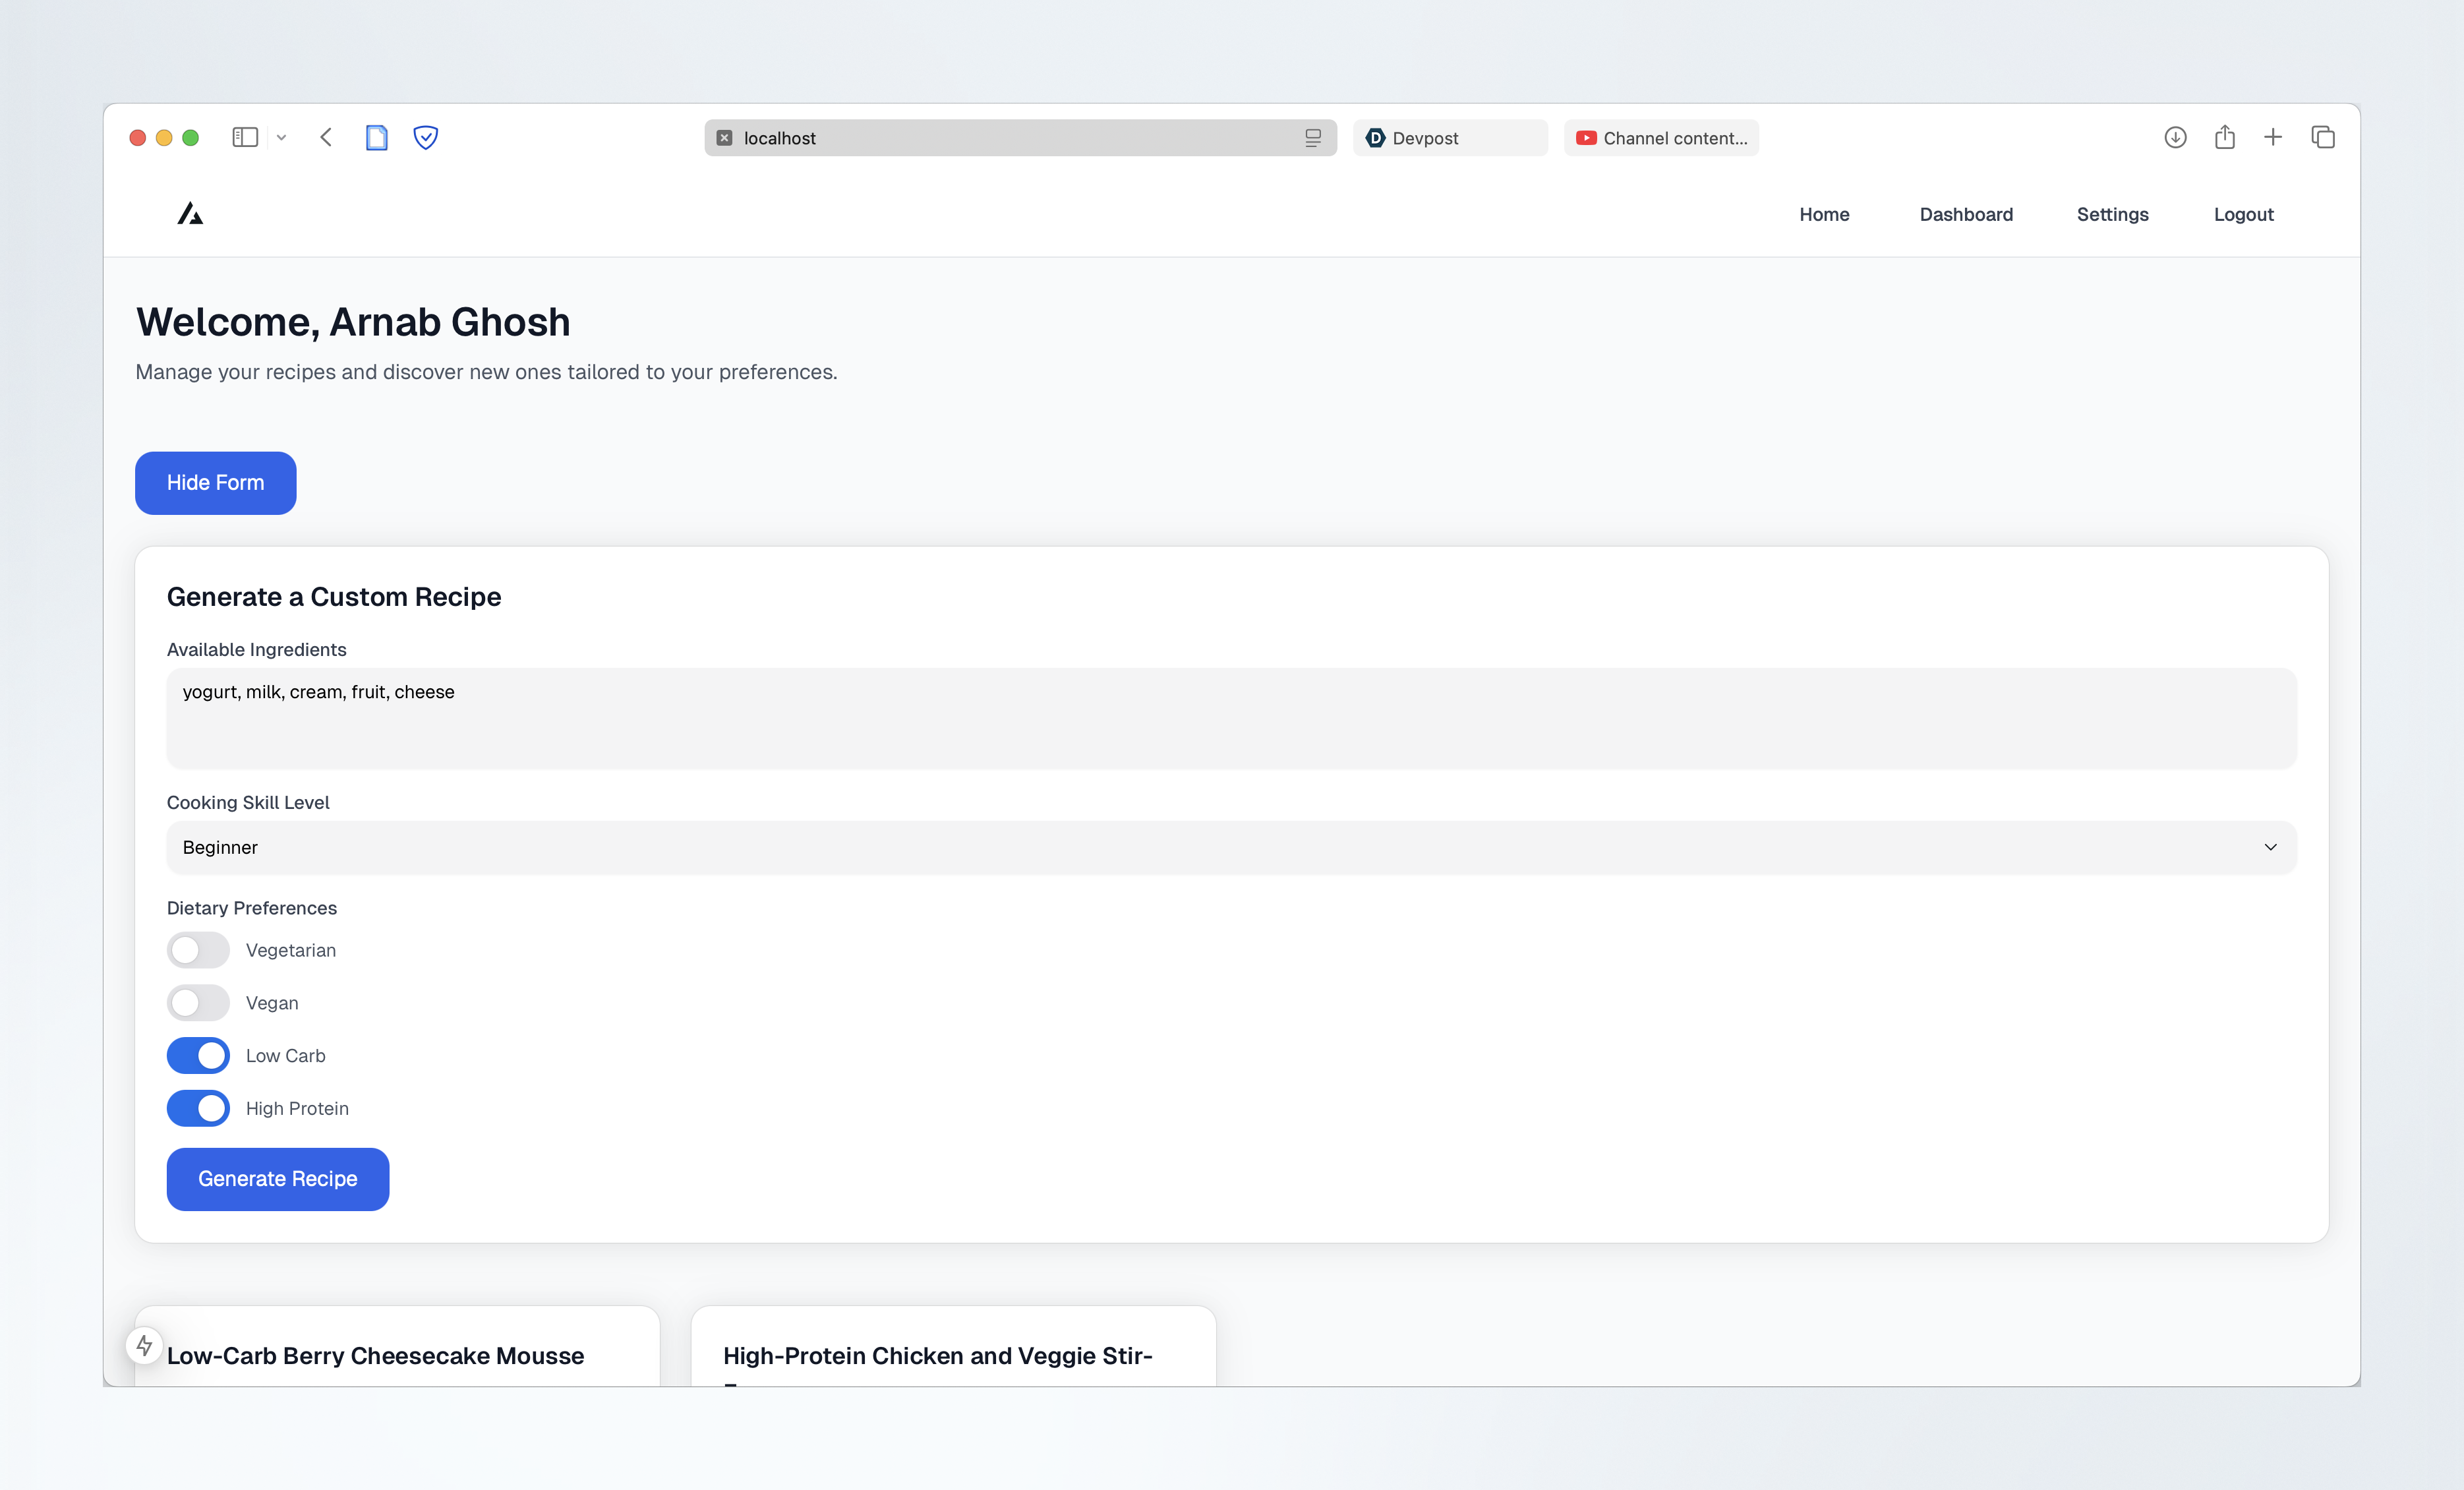 localhost
Devpost
Channel content...
Home Dashboard Settings Logout
Welcome, Arnab Ghosh
Manage your recipes and discover new ones tailored to your preferences.
Hide Form
Generate a Custom Recipe
Available Ingredients
yogurt, milk, cream, fruit, cheese
Cooking Skill Level
Beginner
Dietary Preferences
Vegetarian
Vegan
Low Carb
High Protein
Generate Recipe
Low-Carb Berry Cheesecake Mousse
High-Protein Chicken and Veggie Stir-